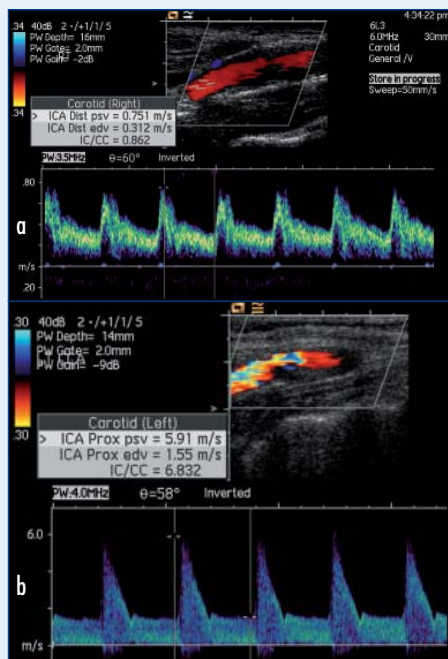 .34 40dB 2 ·/+1/1/ 5
PW Depth= 16mm
PW Gate= 2.0mm
PW Gain= -2dB
.34
4:34:22 pm
6L3
6.0MHz 30mm
Carotid
General /V
Store in progress
Sweep=50mm/s
Carotid (Right)
> ICA Dist psv = 0.751 m/s
ICA Dist edv = 0.312 m/s
IC/CC = 0.862
PW:3.5MHz θ=60° Inverted
.80
a
m/s
.20
.30 40dB 2 ·/+1/1/ 5
PW Depth= 14mm
PW Gate= 2.0mm
PW Gain= -9dB
.30
Carotid (Left)
> ICA Prox psv = 5.91 m/s
ICA Prox edv = 1.55 m/s
IC/CC = 6.832
PW:4.0MHz θ=58° Inverted
6.0
b
m/s